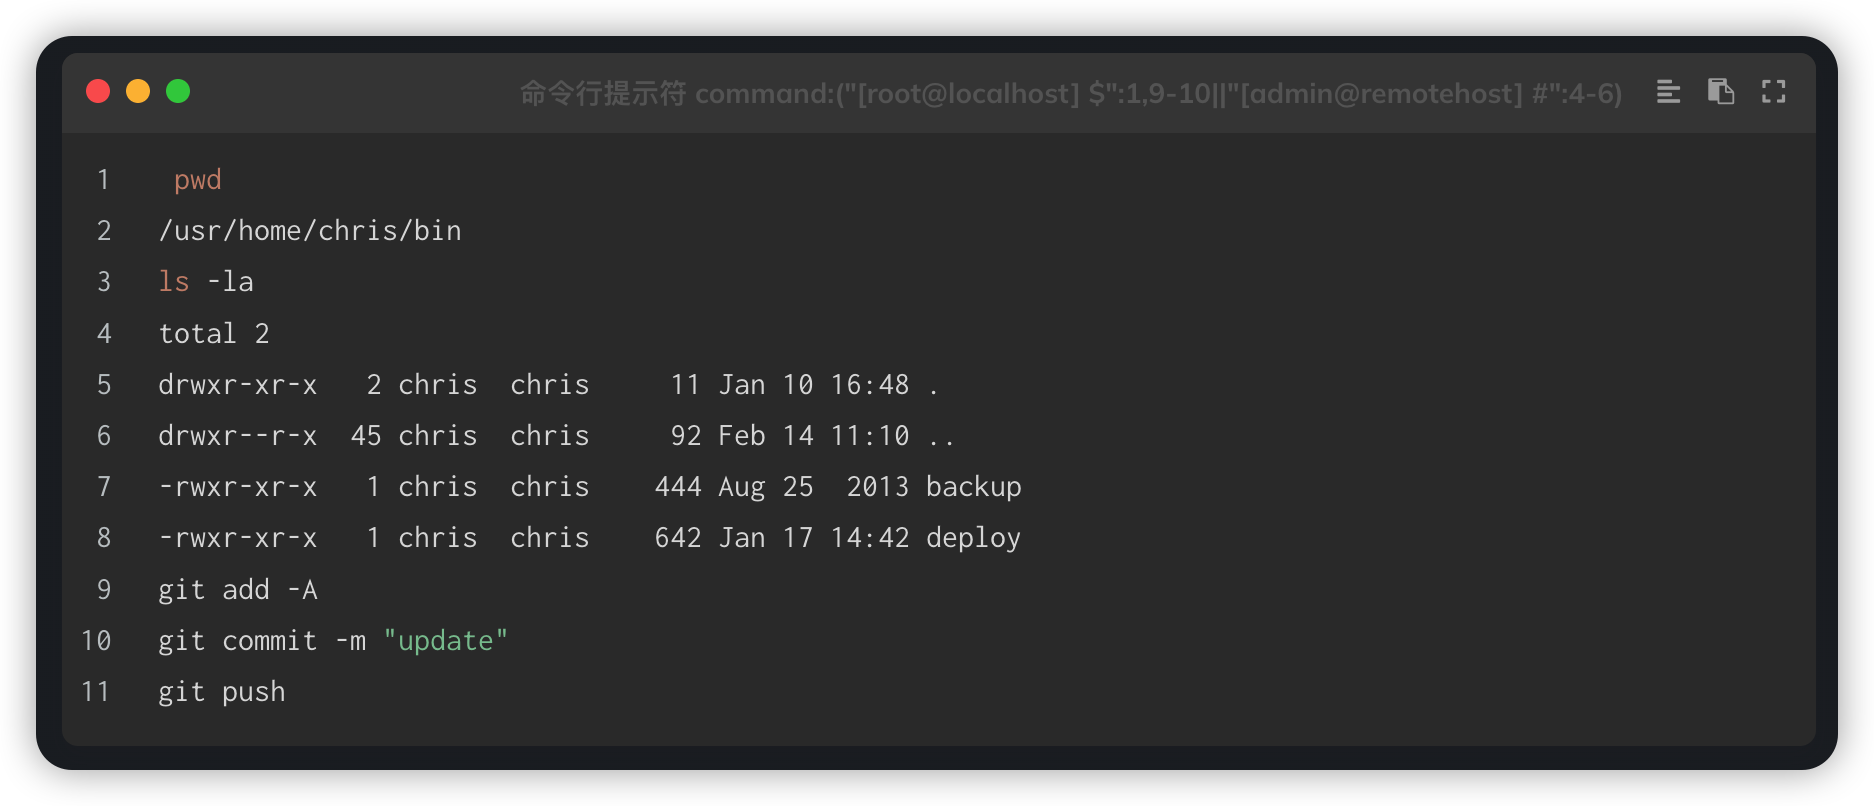 命令行提示符 command:("[root@localhost] $":1,9-10||"[admin@remotehost] #":4-6)
1 pwd
2 /usr/home/chris/bin
3 ls -la
4 total 2
5 drwxr-xr-x   2 chris  chris     11 Jan 10 16:48 .
6 drwxr--r-x  45 chris  chris     92 Feb 14 11:10 ..
7 -rwxr-xr-x   1 chris  chris    444 Aug 25  2013 backup
8 -rwxr-xr-x   1 chris  chris    642 Jan 17 14:42 deploy
9 git add -A
10 git commit -m "update"
11 git push